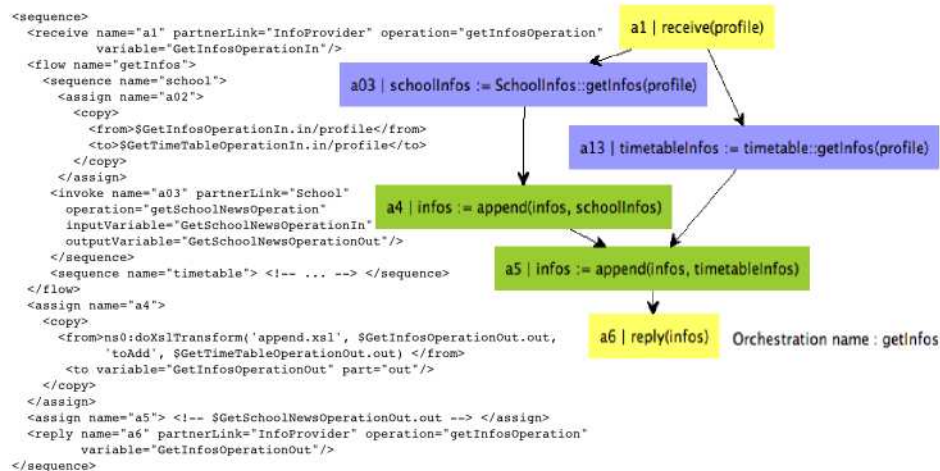 <sequence>
<receive name="a1" partnerLink="InfoProvider" operation="getInfosOperation"
variable="GetInfosOperationIn"/>
<flow name="getInfos">
<sequence name="school">
<assign name="a02">
<copy>
<from>$GetInfosOperationIn.in/profile</from>
<to>$GetTimeTableOperationIn.in/profile</to>
</copy>
</assign>
<invoke name="a03" partnerLink="School"
operation="getSchoolNewsOperation"
inputVariable="GetSchoolNewsOperationIn"
outputVariable="GetSchoolNewsOperationOut"/>
</sequence>
<sequence name="timetable"> <!-- ... --> </sequence>
</flow>
<assign name="a4">
<copy>
<from>ns0:doXslTransform('append.xsl', $GetInfosOperationOut.out,
'toAdd', $GetTimeTableOperationOut.out) </from>
<to variable="GetInfosOperationOut" part="out"/>
</copy>
</assign>
<assign name="a5"> <!-- $GetSchoolNewsOperationOut.out --> </assign>
<reply name="a6" partnerLink="InfoProvider" operation="getInfosOperation"
variable="GetInfosOperationOut"/>
</sequence>
a1 | receive(profile)
a03 | schoolInfos := SchoolInfos::getInfos(profile)
a13 | timetableInfos := timetable::getInfos(profile)
a4 | infos := append(infos, schoolInfos)
a5 | infos := append(infos, timetableInfos)
a6 | reply(infos)
Orchestration name : getInfos